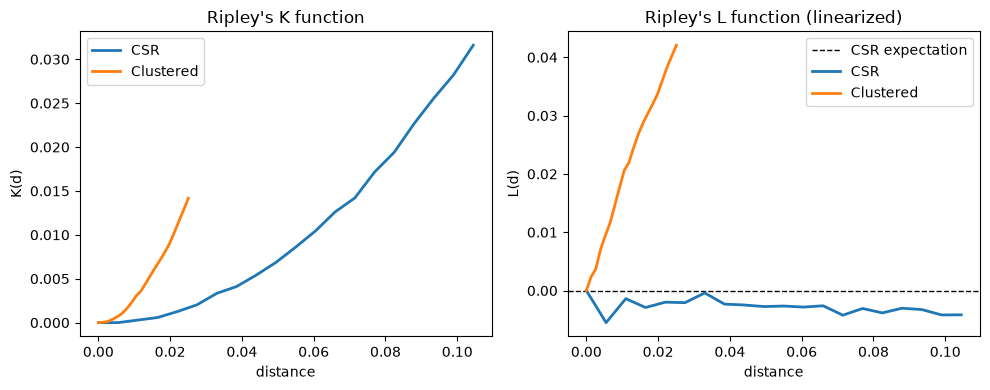 Ripley's K function
CSR
Clustered
K(d)
0.030
0.025
0.020
0.015
0.010
0.005
0.000
0.00 0.02 0.04 0.06 0.08 0.10
distance
Ripley's L function (linearized)
CSR expectation
CSR
Clustered
L(d)
0.04
0.03
0.02
0.01
0.00
0.00 0.02 0.04 0.06 0.08 0.10
distance